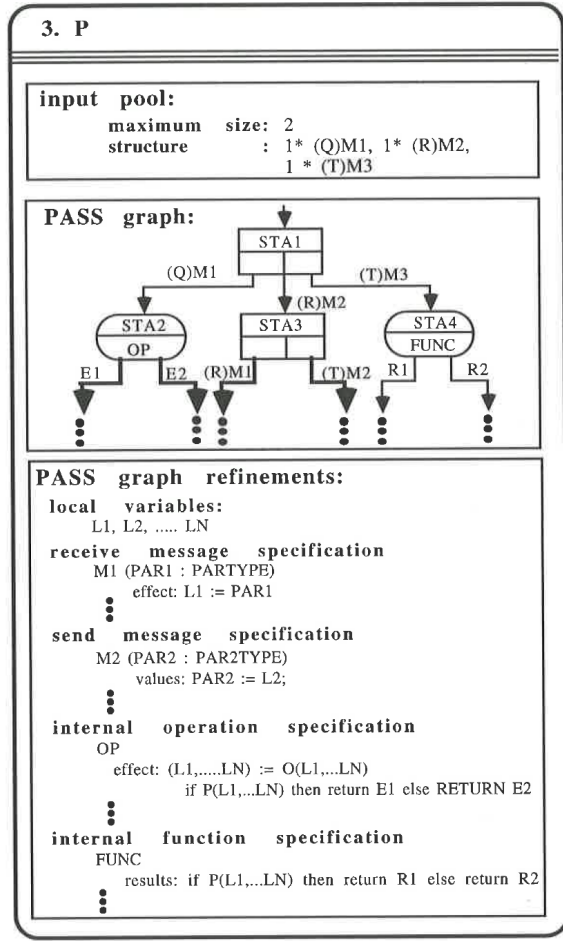 3. P
input pool:
maximum size: 2
structure : 1* (Q)M1, 1* (R)M2,
1 * (T)M3
PASS graph:
STA1
(Q)M1
(R)M2
(T)M3
STA2
OP
STA3
STA4
FUNC
E1
E2
(R)M1
(T)M2
R1
R2
PASS graph refinements:
local variables:
L1, L2, ..... LN
receive message specification
M1 (PAR1 : PARTYPE)
effect: L1 := PAR1
send message specification
M2 (PAR2 : PAR2TYPE)
values: PAR2 := L2;
internal operation specification
OP
effect: (L1,.....LN) := O(L1,...LN)
if P(L1,...LN) then return E1 else RETURN E2
internal function specification
FUNC
results: if P(L1,...LN) then return R1 else return R2